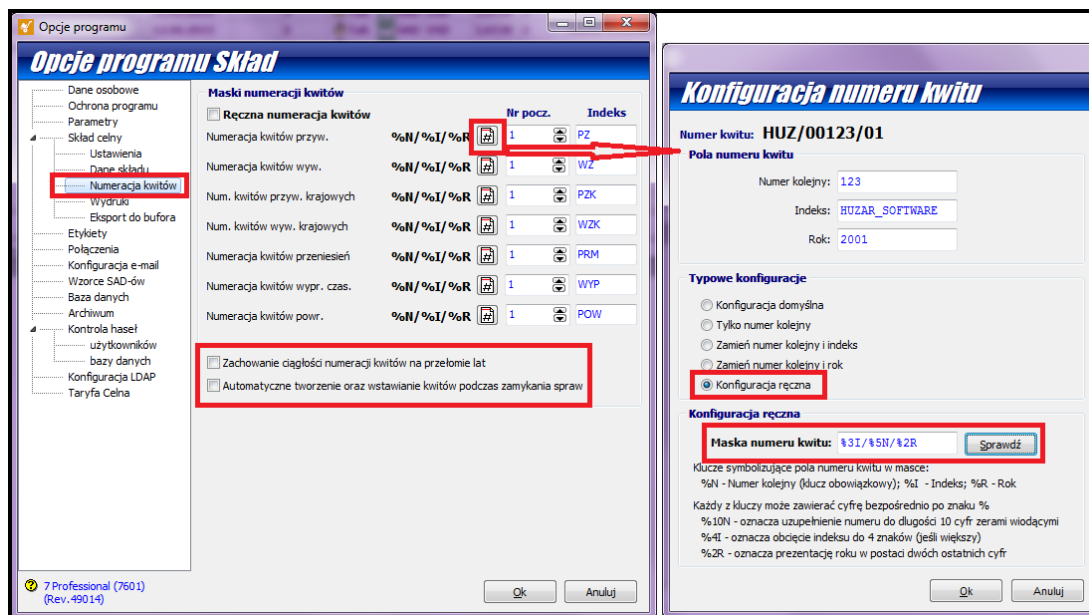 Opcje programu
Opcje programu Skład
Dane osobowe
Ochrona programu
Parametry
Skład celny
Ustawienia
Dane składu
Numeracja kwitów
Wydruki
Eksport do bufora
Etykiety
Połączenia
Konfiguracja e-mail
Wzorce SAD-ów
Baza danych
Archiwum
Kontrola haseł
użytkowników
bazy danych
Konfiguracja LDAP
Taryfa Celna
Maski numeracji kwitów
Ręczna numeracja kwitów Nr pocz. Indeks
Numeracja kwitów przyw. %N/%I/%R # 1 PZ
Numeracja kwitów wyw. %N/%I/%R # 1 WZ
Num. kwitów przyw. krajowych %N/%I/%R # 1 PZK
Num. kwitów wyw. krajowych %N/%I/%R # 1 WZK
Numeracja kwitów przeniesień %N/%I/%R # 1 PRM
Numeracja kwitów wypr. czas. %N/%I/%R # 1 WYP
Numeracja kwitów powr. %N/%I/%R # 1 POW
Zachowanie ciągłości numeracji kwitów na przełomie lat
Automatyczne tworzenie oraz wstawianie kwitów podczas zamykania spraw
7 Professional (7601)
(Rev.49014)
Ok Anuluj
Konfiguracja numeru kwitu
Numer kwitu: HUZ/00123/01
Pola numeru kwitu
Numer kolejny: 123
Indeks: HUZAR_SOFTWARE
Rok: 2001
Typowe konfiguracje
Konfiguracja domyślna
Tylko numer kolejny
Zamień numer kolejny i indeks
Zamień numer kolejny i rok
Konfiguracja ręczna
Konfiguracja ręczna
Maska numeru kwitu: %3I/%5N/%2R Sprawdź
Klucze symbolizujące pola numeru kwitu w masce:
%N - Numer kolejny (klucz obowiązkowy); %I - Indeks; %R - Rok
Każdy z kluczy może zawierać cyfrę bezpośrednio po znaku %
%10N - oznacza uzupełnienie numeru do długości 10 cyfr zerami wiodącymi
%4I - oznacza obcięcie indeksu do 4 znaków (jeśli większy)
%2R - oznacza prezentację roku w postaci dwóch ostatnich cyfr
Ok Anuluj